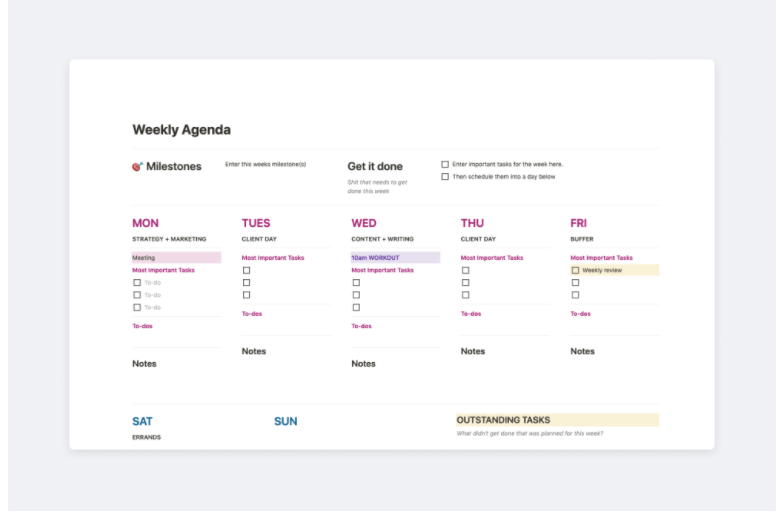 Weekly Agenda
🎯 Milestones
Enter this weeks milestone(s)
Get it done
Shit that needs to get
done this week
Enter important tasks for the week here.
Then schedule them into a day below
MON
STRATEGY + MARKETING
Meeting
Most Important Tasks
To-do
To-do
To-do
To-dos
Notes
TUES
CLIENT DAY
Most Important Tasks
To-dos
Notes
WED
CONTENT + WRITING
10am WORKOUT
Most Important Tasks
To-dos
Notes
THU
CLIENT DAY
Most Important Tasks
To-dos
Notes
FRI
BUFFER
Most Important Tasks
Weekly review
To-dos
Notes
SAT
ERRANDS
SUN
OUTSTANDING TASKS
What didn't get done that was planned for this week?